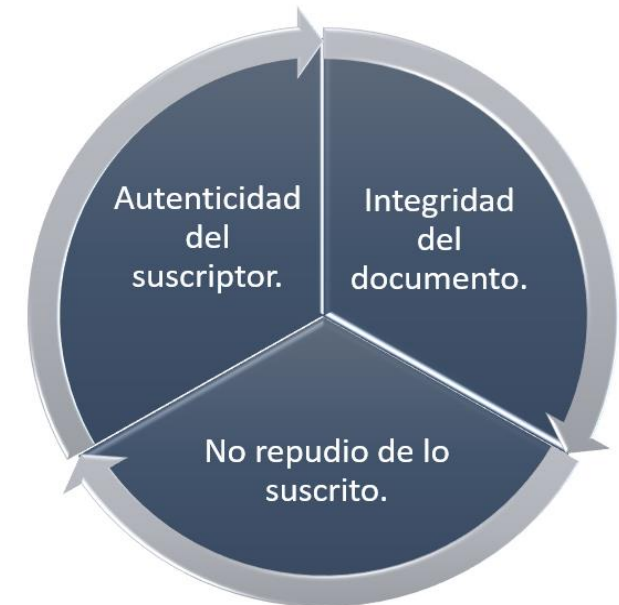 Autenticidad
del
suscriptor.
Integridad
del
documento.
No repudio de lo
suscrito.